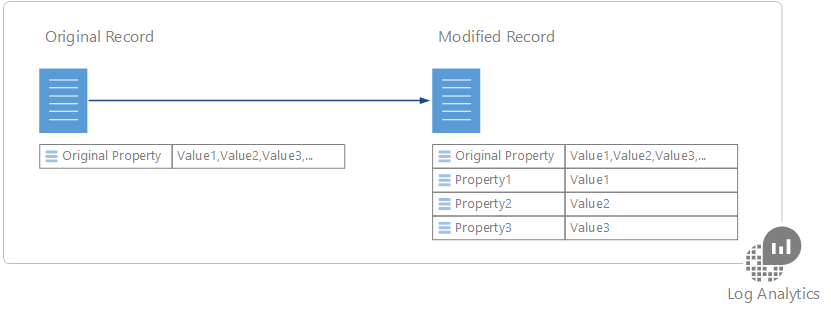 Original Record
Modified Record
Original Property Value1,Value2,Value3,...
Original Property Value1,Value2,Value3,...
Property1 Value1
Property2 Value2
Property3 Value3
Log Analytics